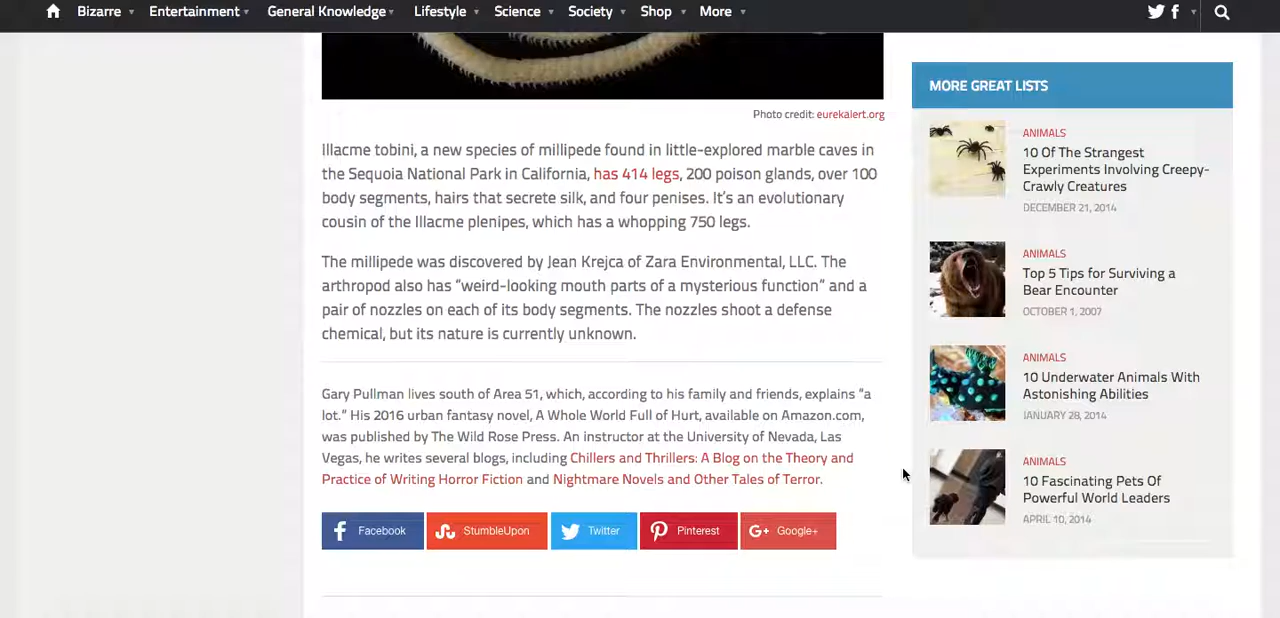 Bizarre Entertainment General Knowledge Lifestyle Science Society Shop More
Photo credit: eurekalert.org
Illacme tobini, a new species of millipede found in little-explored marble caves in
the Sequoia National Park in California, has 414 legs, 200 poison glands, over 100
body segments, hairs that secrete silk, and four penises. It's an evolutionary
cousin of the Illacme plenipes, which has a whopping 750 legs.
The millipede was discovered by Jean Krejca of Zara Environmental, LLC. The
arthropod also has “weird-looking mouth parts of a mysterious function” and a
pair of nozzles on each of its body segments. The nozzles shoot a defense
chemical, but its nature is currently unknown.
Gary Pullman lives south of Area 51, which, according to his family and friends, explains “a
lot.” His 2016 urban fantasy novel, A Whole World Full of Hurt, available on Amazon.com,
was published by The Wild Rose Press. An instructor at the University of Nevada, Las
Vegas, he writes several blogs, including Chillers and Thrillers: A Blog on the Theory and
Practice of Writing Horror Fiction and Nightmare Novels and Other Tales of Terror.
Facebook StumbleUpon Twitter Pinterest G+ Google+
MORE GREAT LISTS
ANIMALS
10 Of The Strangest
Experiments Involving Creepy-
Crawly Creatures
DECEMBER 21, 2014
ANIMALS
Top 5 Tips for Surviving a
Bear Encounter
OCTOBER 1, 2007
ANIMALS
10 Underwater Animals With
Astonishing Abilities
JANUARY 28, 2014
ANIMALS
10 Fascinating Pets Of
Powerful World Leaders
APRIL 10, 2014